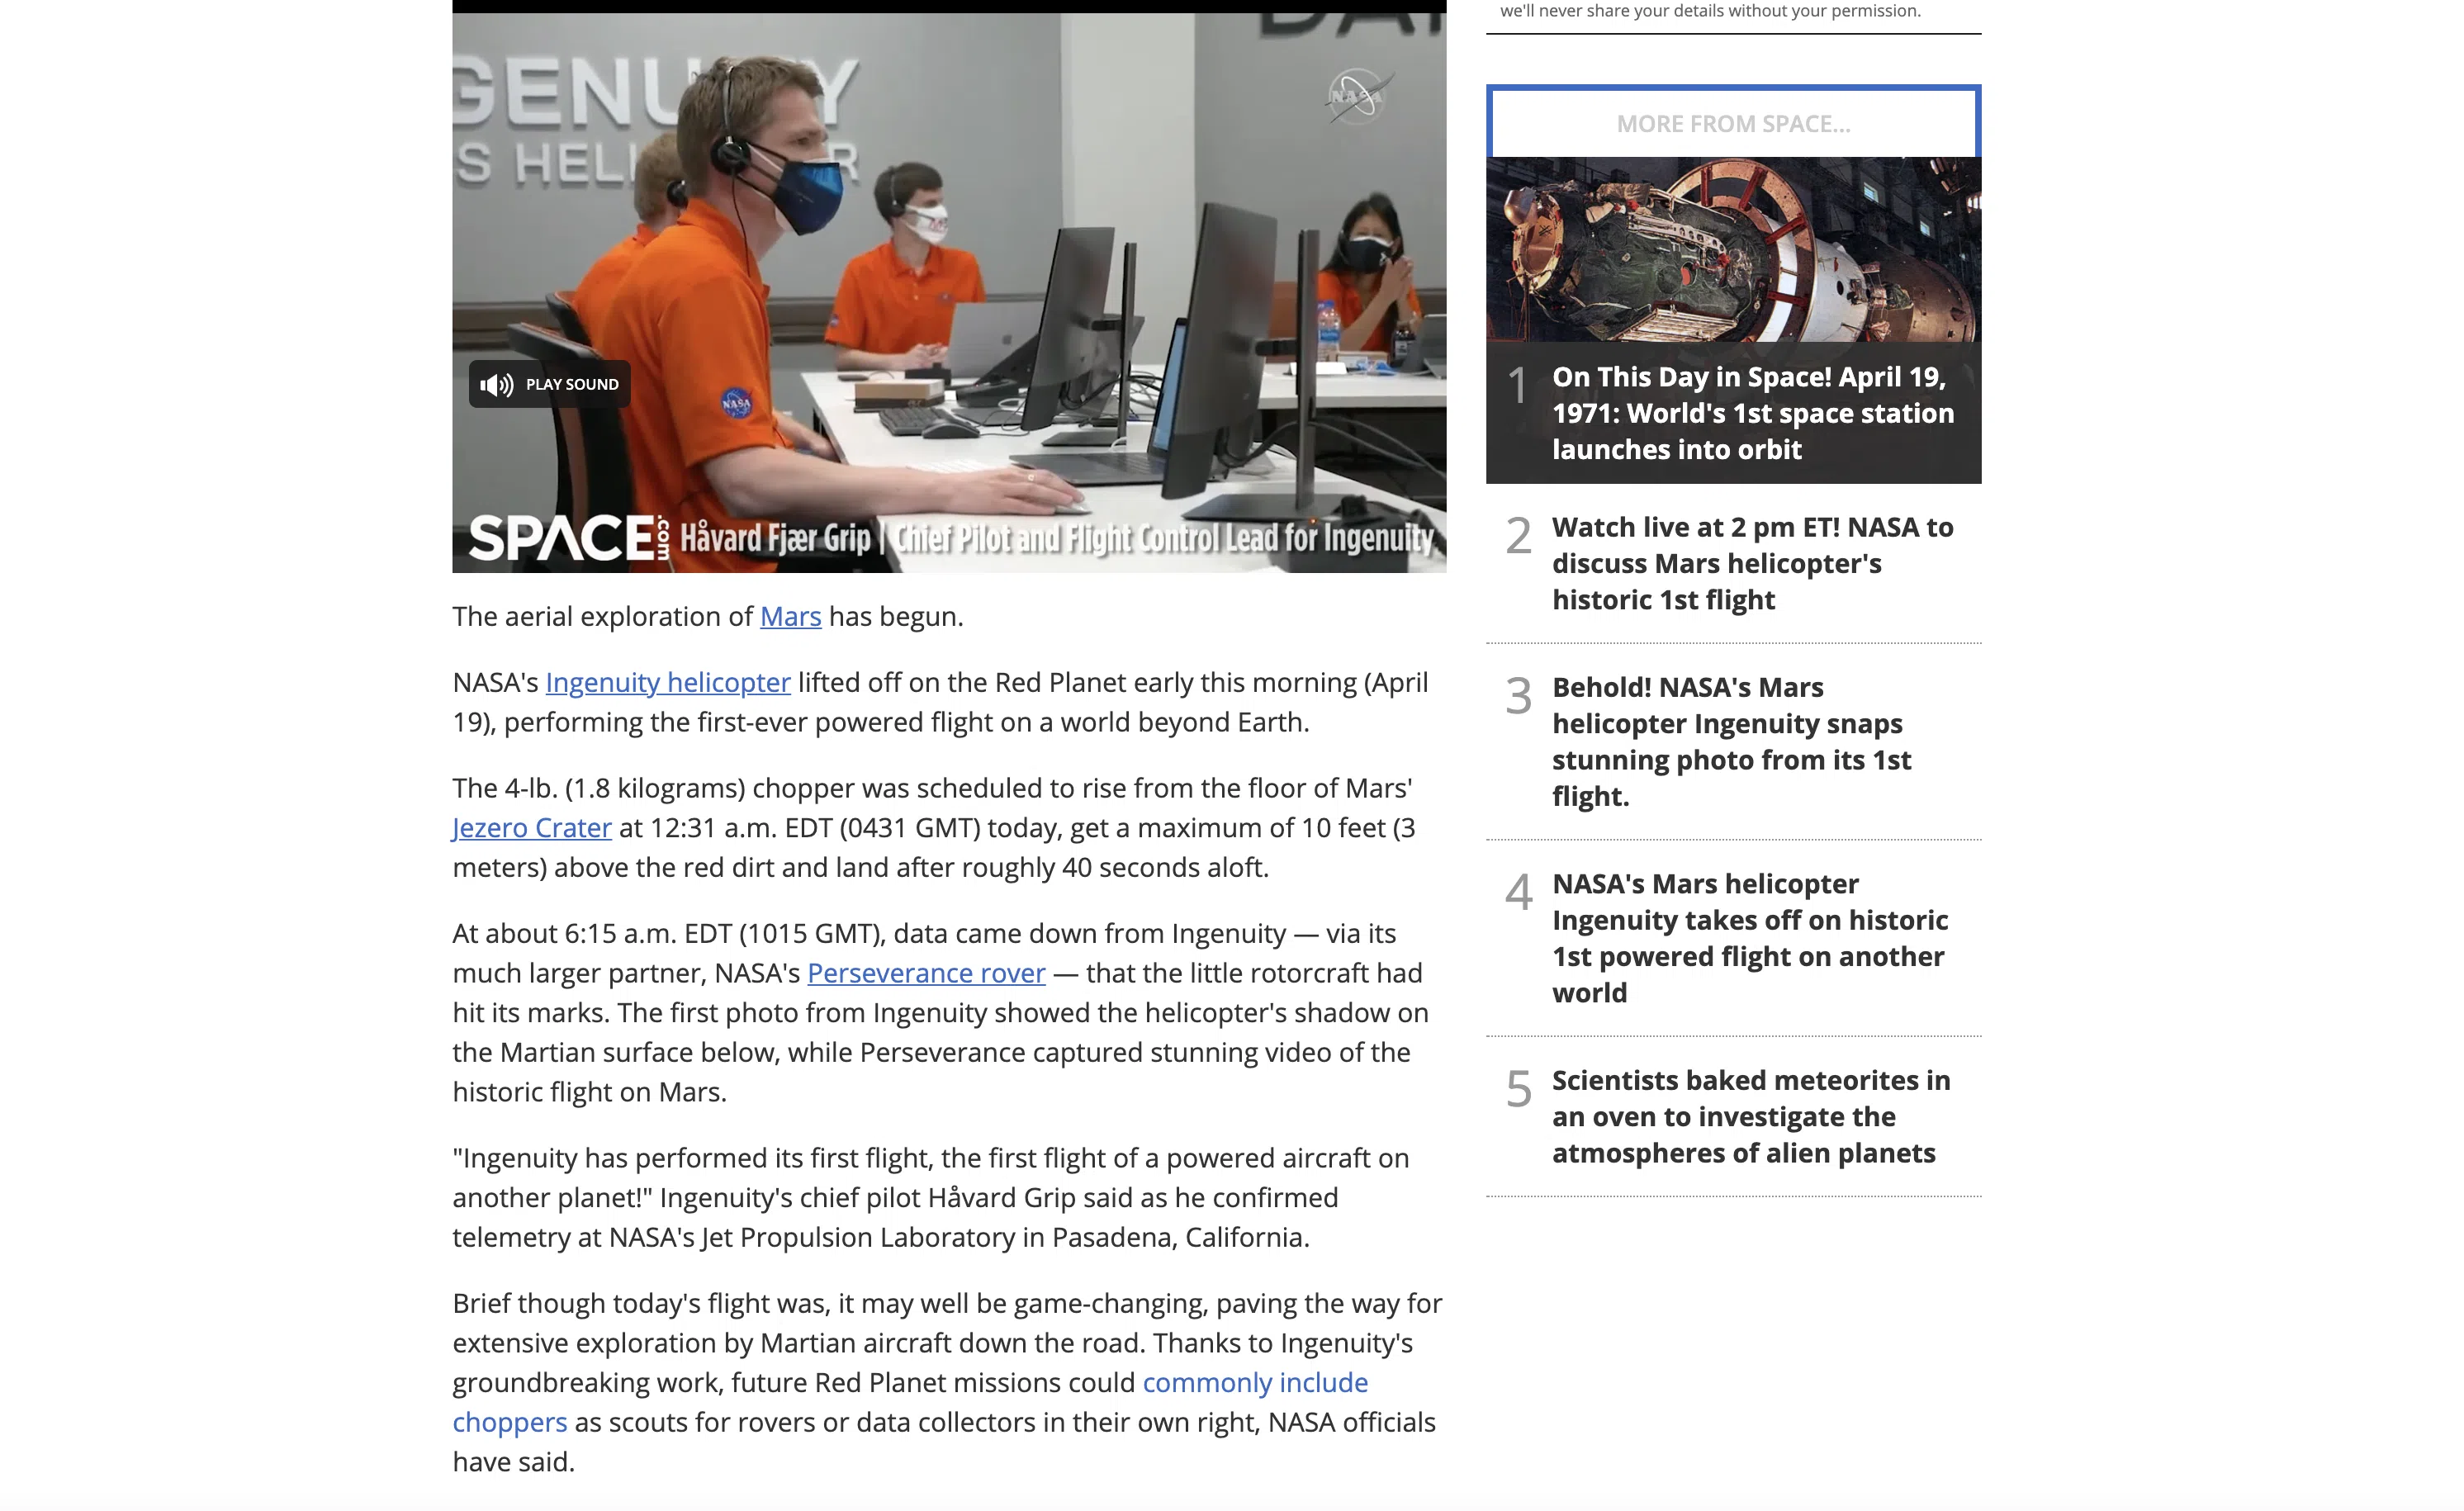 GENU Y
S HELI R
NASA
PLAY SOUND
NASA
SPACE.com Håvard Fjær Grip | Chief Pilot and Flight Control Lead for Ingenuity
The aerial exploration of Mars has begun.
NASA's Ingenuity helicopter lifted off on the Red Planet early this morning (April
19), performing the first-ever powered flight on a world beyond Earth.
The 4-lb. (1.8 kilograms) chopper was scheduled to rise from the floor of Mars'
Jezero Crater at 12:31 a.m. EDT (0431 GMT) today, get a maximum of 10 feet (3
meters) above the red dirt and land after roughly 40 seconds aloft.
At about 6:15 a.m. EDT (1015 GMT), data came down from Ingenuity — via its
much larger partner, NASA's Perseverance rover — that the little rotorcraft had
hit its marks. The first photo from Ingenuity showed the helicopter's shadow on
the Martian surface below, while Perseverance captured stunning video of the
historic flight on Mars.
"Ingenuity has performed its first flight, the first flight of a powered aircraft on
another planet!" Ingenuity's chief pilot Håvard Grip said as he confirmed
telemetry at NASA's Jet Propulsion Laboratory in Pasadena, California.
Brief though today's flight was, it may well be game-changing, paving the way for
extensive exploration by Martian aircraft down the road. Thanks to Ingenuity's
groundbreaking work, future Red Planet missions could commonly include
choppers as scouts for rovers or data collectors in their own right, NASA officials
have said.
we'll never share your details without your permission.
MORE FROM SPACE...
1 On This Day in Space! April 19,
1971: World's 1st space station
launches into orbit
2 Watch live at 2 pm ET! NASA to
discuss Mars helicopter's
historic 1st flight
3 Behold! NASA's Mars
helicopter Ingenuity snaps
stunning photo from its 1st
flight.
4 NASA's Mars helicopter
Ingenuity takes off on historic
1st powered flight on another
world
5 Scientists baked meteorites in
an oven to investigate the
atmospheres of alien planets